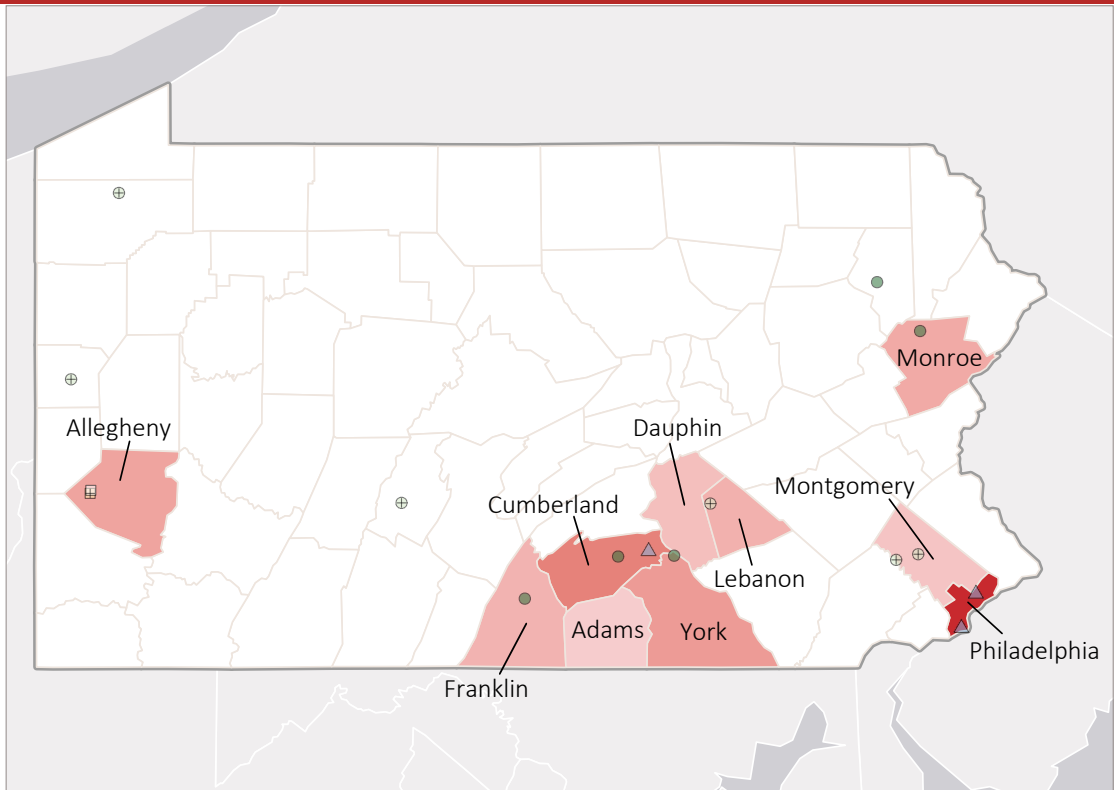 Monroe
Allegheny
Dauphin
Montgomery
Cumberland
Lebanon
Adams
York
Philadelphia
Franklin